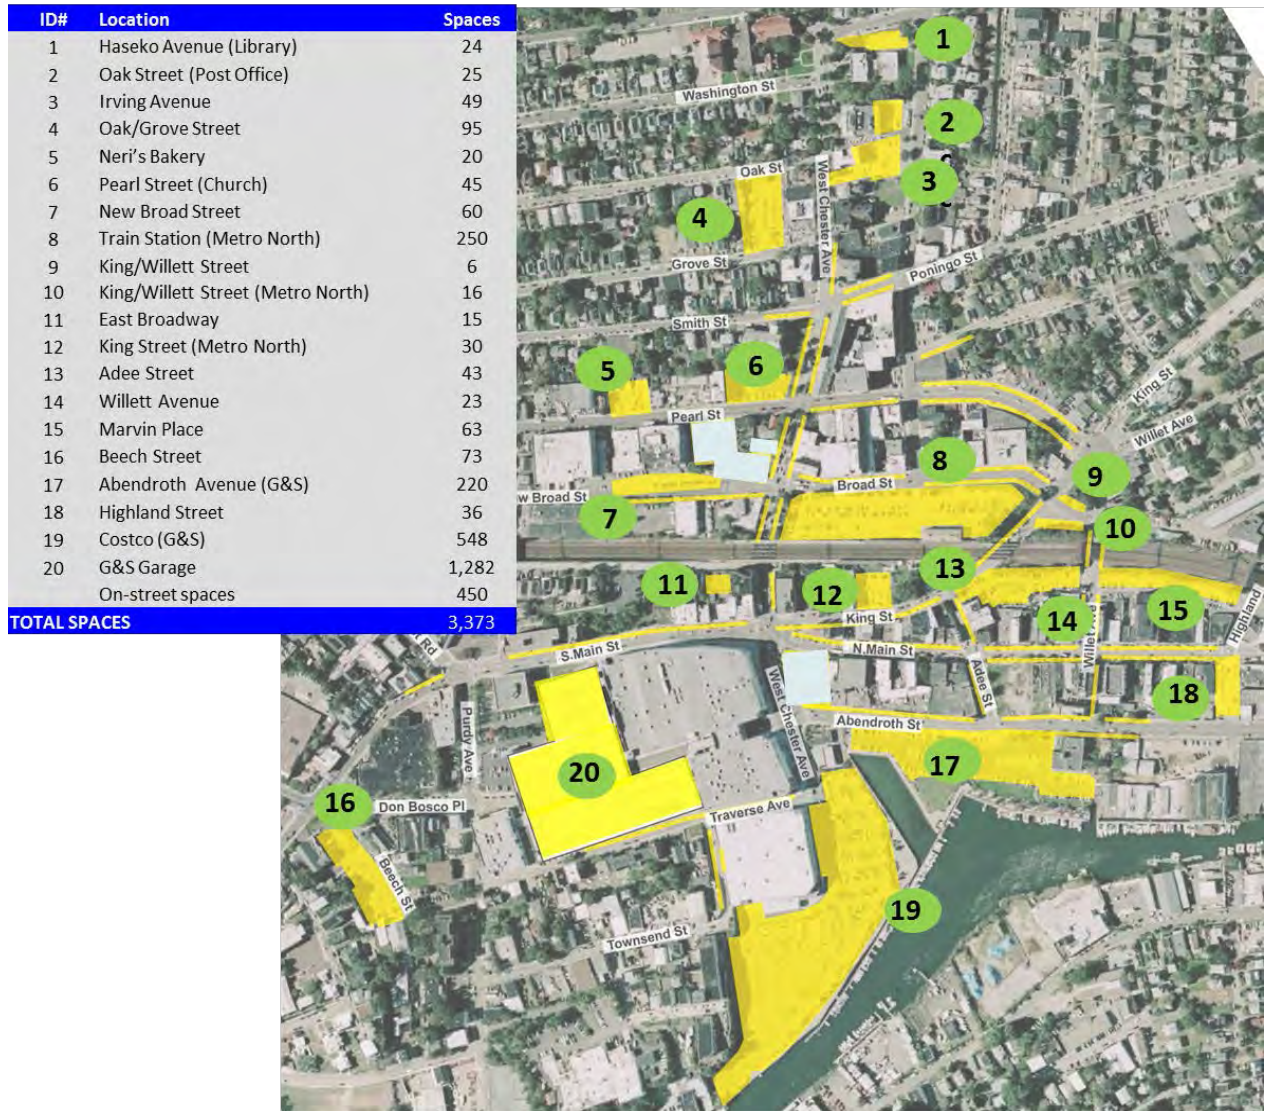 ID# Location Spaces
1 Haseko Avenue (Library) 24
2 Oak Street (Post Office) 25
3 Irving Avenue 49
4 Oak/Grove Street 95
5 Neri's Bakery 20
6 Pearl Street (Church) 45
7 New Broad Street 60
8 Train Station (Metro North) 250
9 King/Willett Street 6
10 King/Willett Street (Metro North) 16
11 East Broadway 15
12 King Street (Metro North) 30
13 Adee Street 43
14 Willett Avenue 23
15 Marvin Place 63
16 Beech Street 73
17 Abendroth Avenue (G&S) 220
18 Highland Street 36
19 Costco (G&S) 548
20 G&S Garage 1,282
On-street spaces 450
TOTAL SPACES 3,373
1
Washington St
2
Oak St
West Chester Ave
3
4
Grove St
Poningo St
Smith St
5
6
King St
Pearl St
Willet Ave
8
9
Broad St
w Broad St
7
10
11
12
13
14
15
King St
Willet Ave
Highland
S.Main St
N.Main St
Adee St
18
t Rd
Purdy Ave
West Chester Ave
Abendroth St
17
20
16
Don Bosco Pl
Traverse Ave
Beech St
19
Townsend St